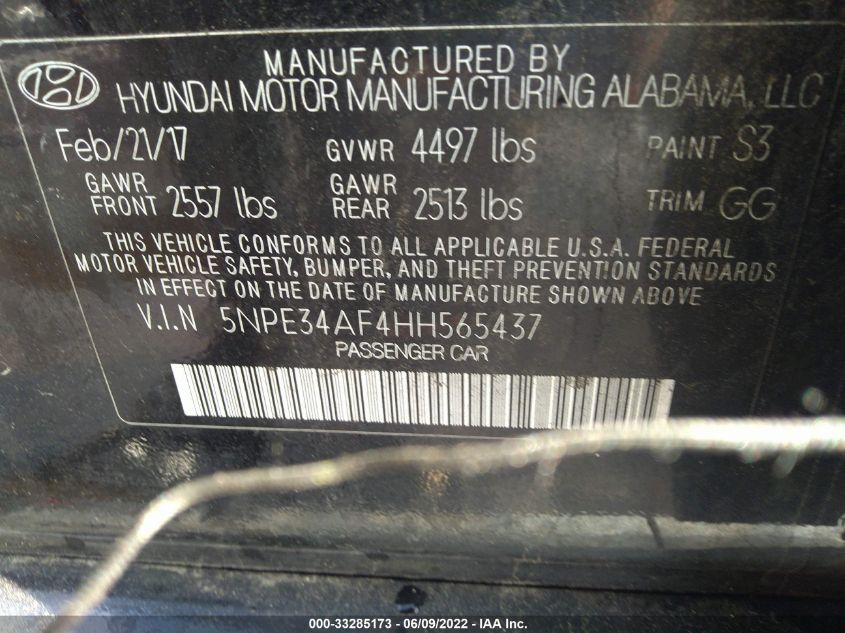 MANUFACTURED BY
HYUNDAI MOTOR MANUFACTURING ALABAMA, LLC
Feb/21/17 GVWR 4497 lbs PAINT S3
GAWR FRONT 2557 lbs GAWR REAR 2513 lbs TRIM GG
THIS VEHICLE CONFORMS TO ALL APPLICABLE U.S.A. FEDERAL
MOTOR VEHICLE SAFETY, BUMPER, AND THEFT PREVENTION STANDARDS
IN EFFECT ON THE DATE OF MANUFACTURE SHOWN ABOVE
V.I.N 5NPE34AF4HH565437
PASSENGER CAR
000-33285173 - 06/09/2022 - IAA Inc.